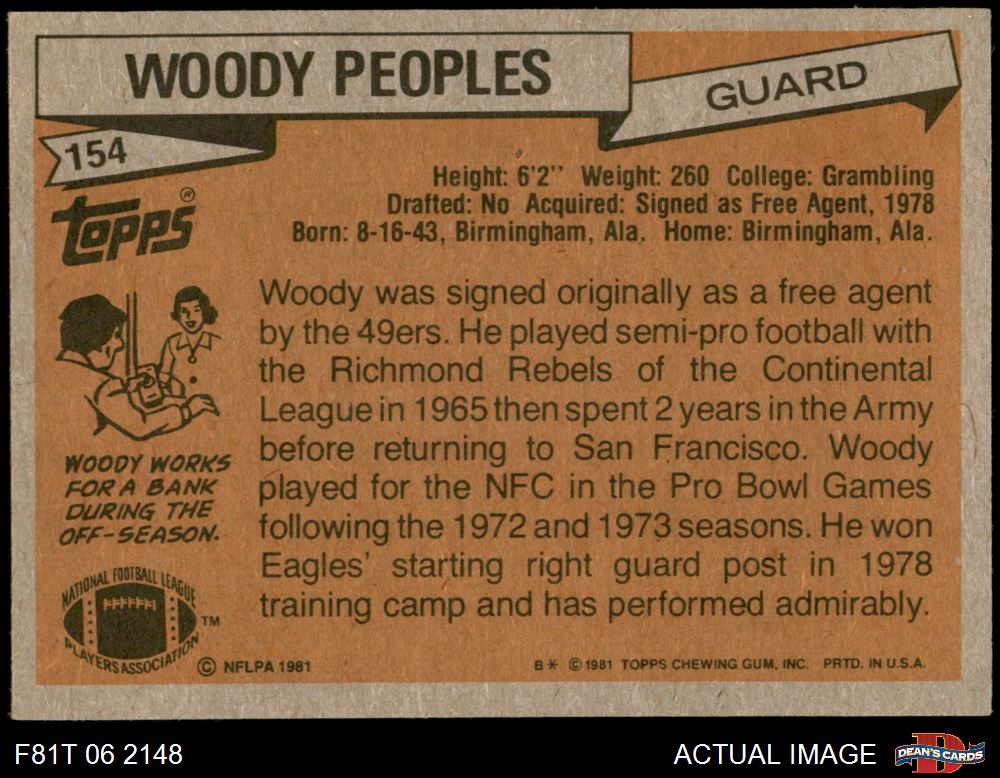 WOODY PEOPLES
GUARD
154
topps®
Height: 6'2'' Weight: 260 College: Grambling
Drafted: No Acquired: Signed as Free Agent, 1978
Born: 8-16-43, Birmingham, Ala. Home: Birmingham, Ala.
Woody was signed originally as a free agent
by the 49ers. He played semi-pro football with
the Richmond Rebels of the Continental
League in 1965 then spent 2 years in the Army
before returning to San Francisco. Woody
played for the NFC in the Pro Bowl Games
following the 1972 and 1973 seasons. He won
Eagles' starting right guard post in 1978
training camp and has performed admirably.
WOODY WORKS
FOR A BANK
DURING THE
OFF-SEASON.
NATIONAL FOOTBALL LEAGUE
PLAYERS ASSOCIATION
TM
© NFLPA 1981
B* © 1981 TOPPS CHEWING GUM, INC. PRTD. IN U.S.A.
F81T 06 2148
ACTUAL IMAGE
D
DEAN'S CARDS